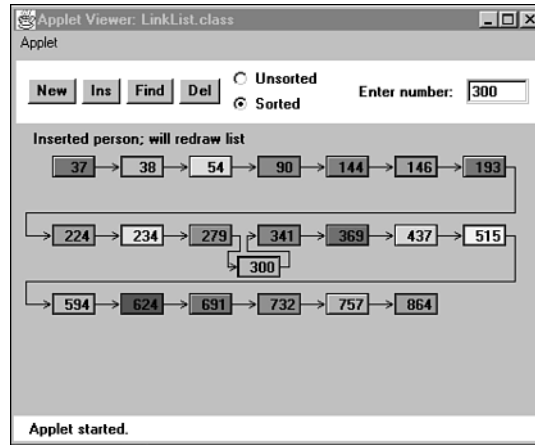 Applet Viewer: LinkList.class
Applet
New Ins Find Del Unsorted Sorted Enter number: 300
Inserted person; will redraw list
37 38 54 90 144 146 193
224 234 279 341 369 437 515
300
594 624 691 732 757 864
Applet started.